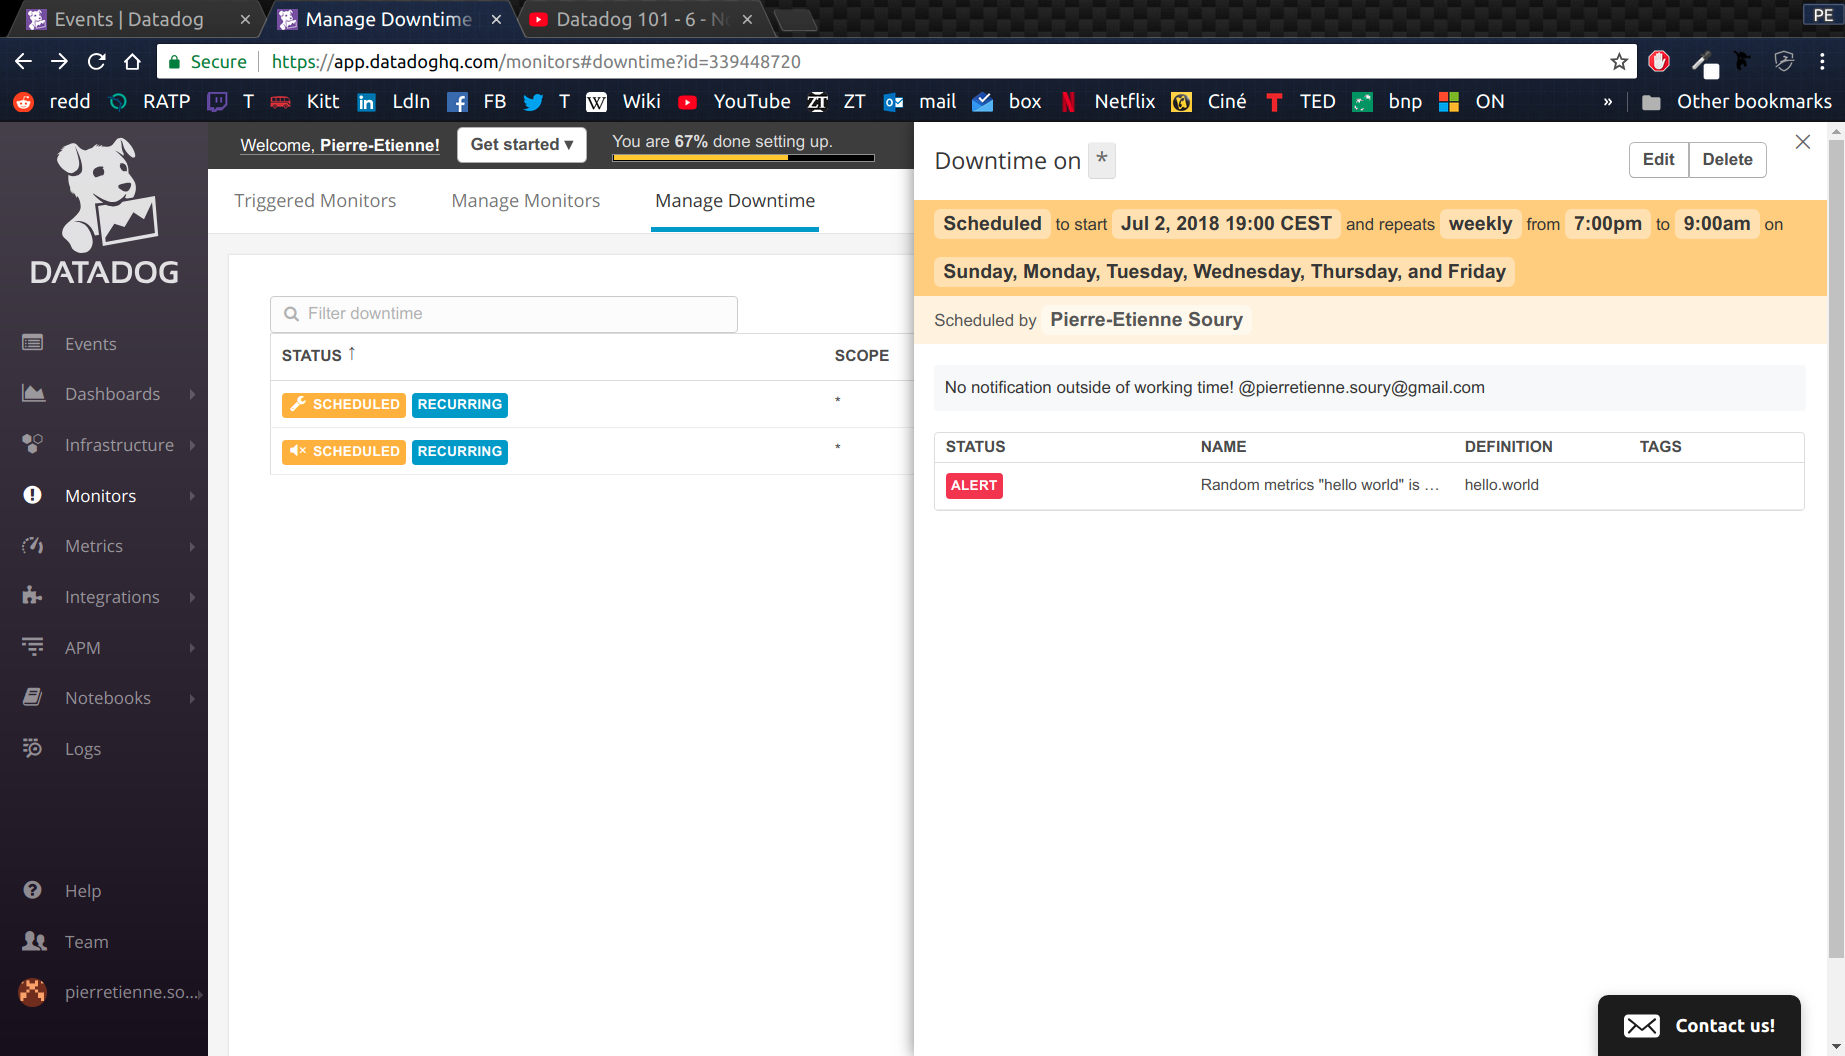 Events | Datadog
Manage Downtime
Datadog 101 - 6 - No
PE
Secure https://app.datadoghq.com/monitors#downtime?id=339448720
redd RATP T Kitt LdIn FB T Wiki YouTube ZT mail box Netflix Ciné TED bnp ON » Other bookmarks
DATADOG
Events
Dashboards
Infrastructure
Monitors
Metrics
Integrations
APM
Notebooks
Logs
Help
Team
pierretienne.so...
Welcome, Pierre-Etienne! Get started ▾ You are 67% done setting up.
Triggered Monitors Manage Monitors Manage Downtime
Filter downtime
STATUS ↑ SCOPE
SCHEDULED RECURRING *
SCHEDULED RECURRING *
Downtime on *
Edit Delete
Scheduled to start Jul 2, 2018 19:00 CEST and repeats weekly from 7:00pm to 9:00am on
Sunday, Monday, Tuesday, Wednesday, Thursday, and Friday
Scheduled by Pierre-Etienne Soury
No notification outside of working time! @pierretienne.soury@gmail.com
STATUS NAME DEFINITION TAGS
ALERT Random metrics "hello world" is … hello.world
Contact us!